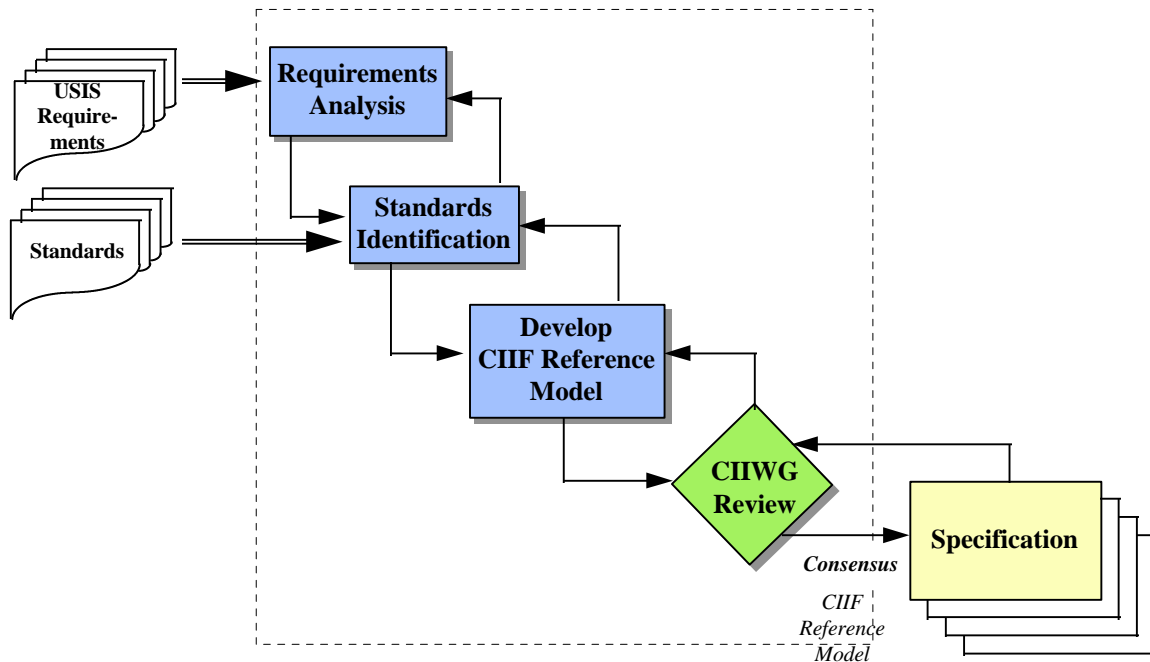 USIS
Require-
ments
Requirements
Analysis
Standards
Standards
Identification
Develop
CIIF Reference
Model
CIIWG
Review
Specification
Consensus
CIIF
Reference
Model